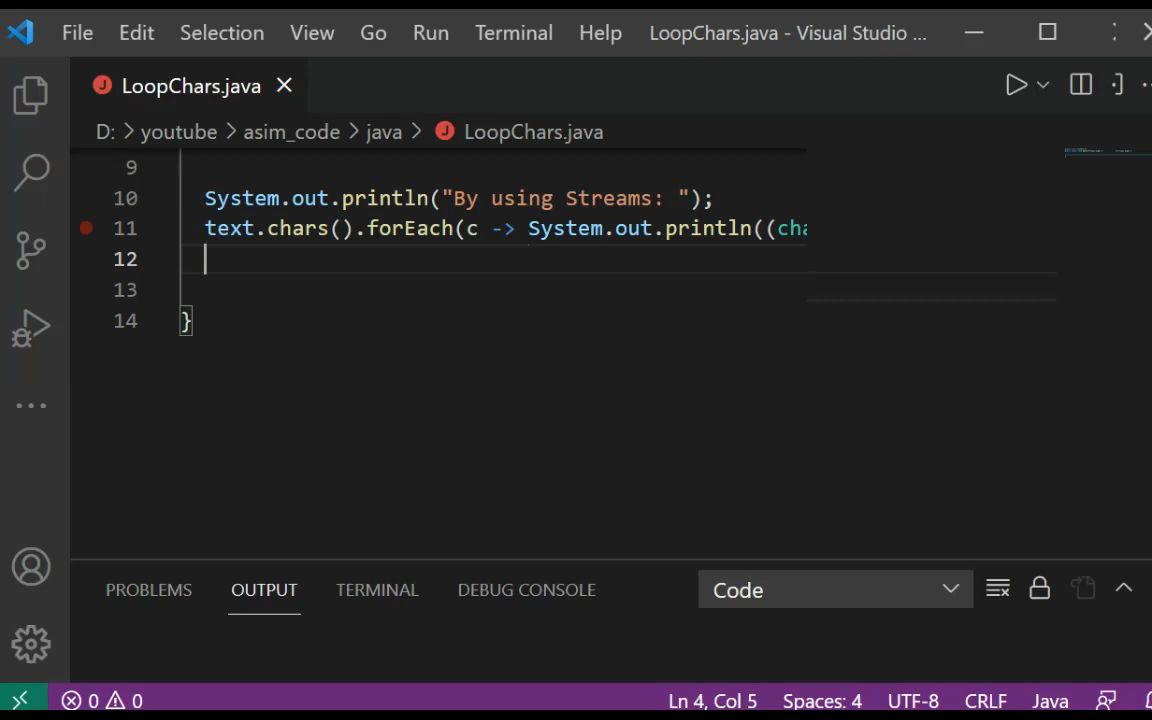 File Edit Selection View Go Run Terminal Help LoopChars.java - Visual Studio ...
LoopChars.java
D: > youtube > asim_code > java > LoopChars.java
9
10 System.out.println("By using Streams: ");
11 text.chars().forEach(c -> System.out.println((cha
12
13
14 }
PROBLEMS OUTPUT TERMINAL DEBUG CONSOLE Code
0 0 Ln 4, Col 5 Spaces: 4 UTF-8 CRLF Java